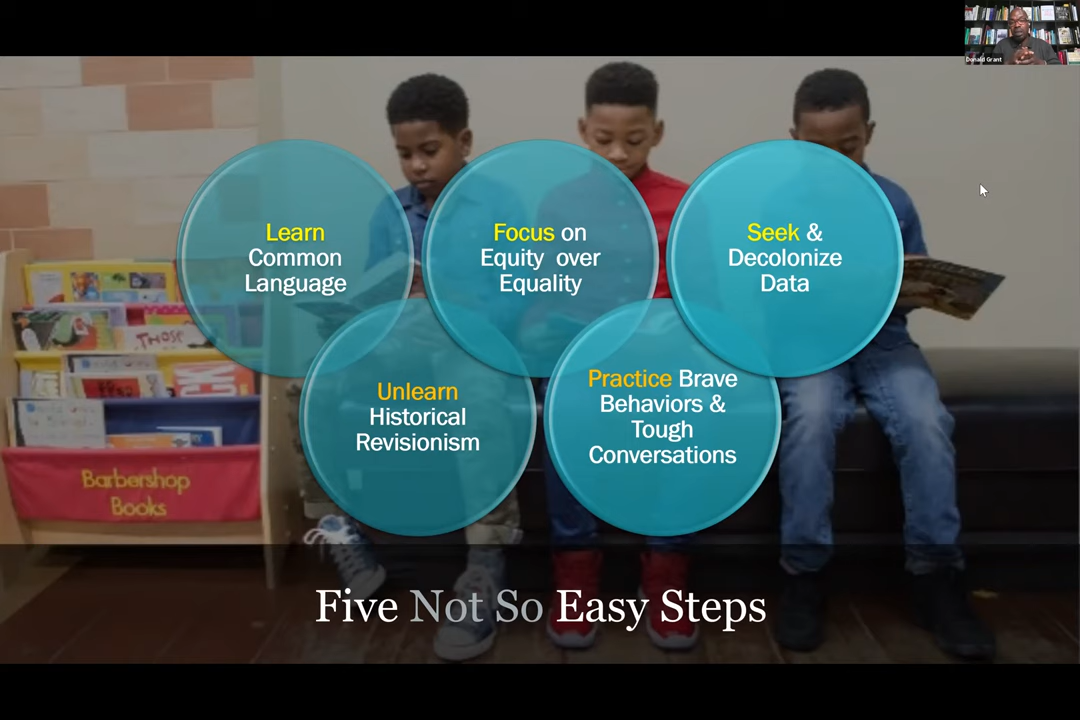 Donald Grant
Learn
Common
Language
Unlearn
Historical
Revisionism
Focus on
Equity over
Equality
Practice Brave
Behaviors &
Tough
Conversations
Seek &
Decolonize
Data
THOSE
Barbershop
Books
Five Not So Easy Steps